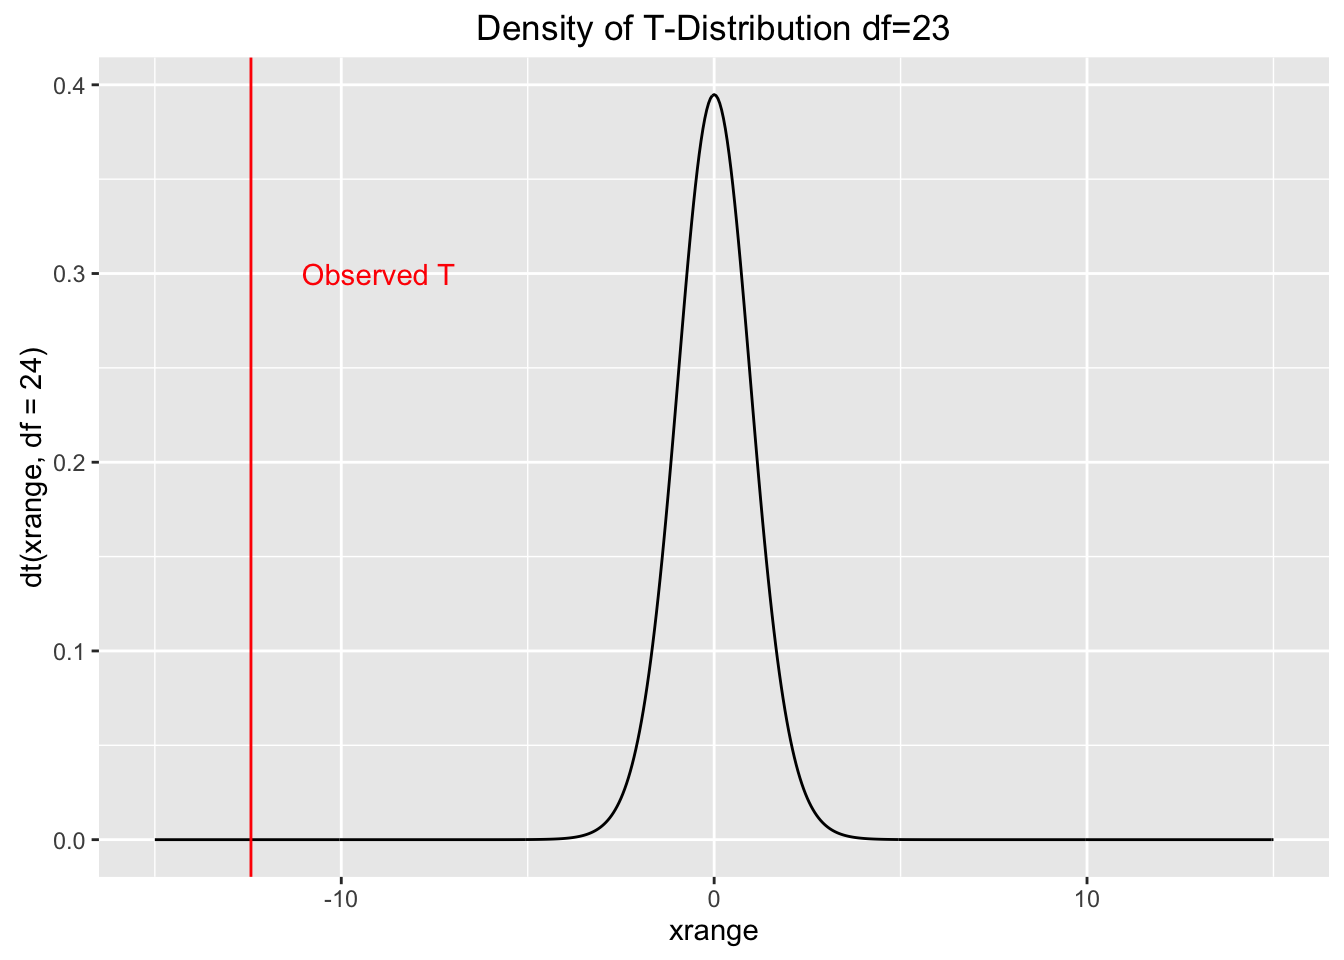 Density of T-Distribution df=23
0.4
0.3
0.2
0.1
0.0
dt(xrange, df = 24)
Observed T
-10
0
10
xrange